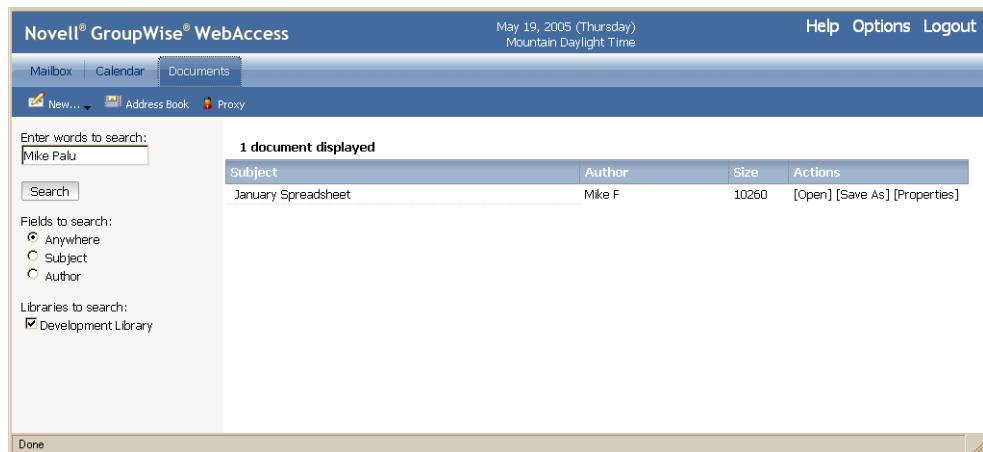 Novell® GroupWise® WebAccess
May 19, 2005 (Thursday)
Mountain Daylight Time
Help Options Logout
Mailbox Calendar Documents
New... Address Book Proxy
Enter words to search:
Mike Palu
Search
Fields to search:
Anywhere
Subject
Author
Libraries to search:
Development Library
1 document displayed
Subject Author Size Actions
January Spreadsheet Mike F 10260 [Open] [Save As] [Properties]
Done